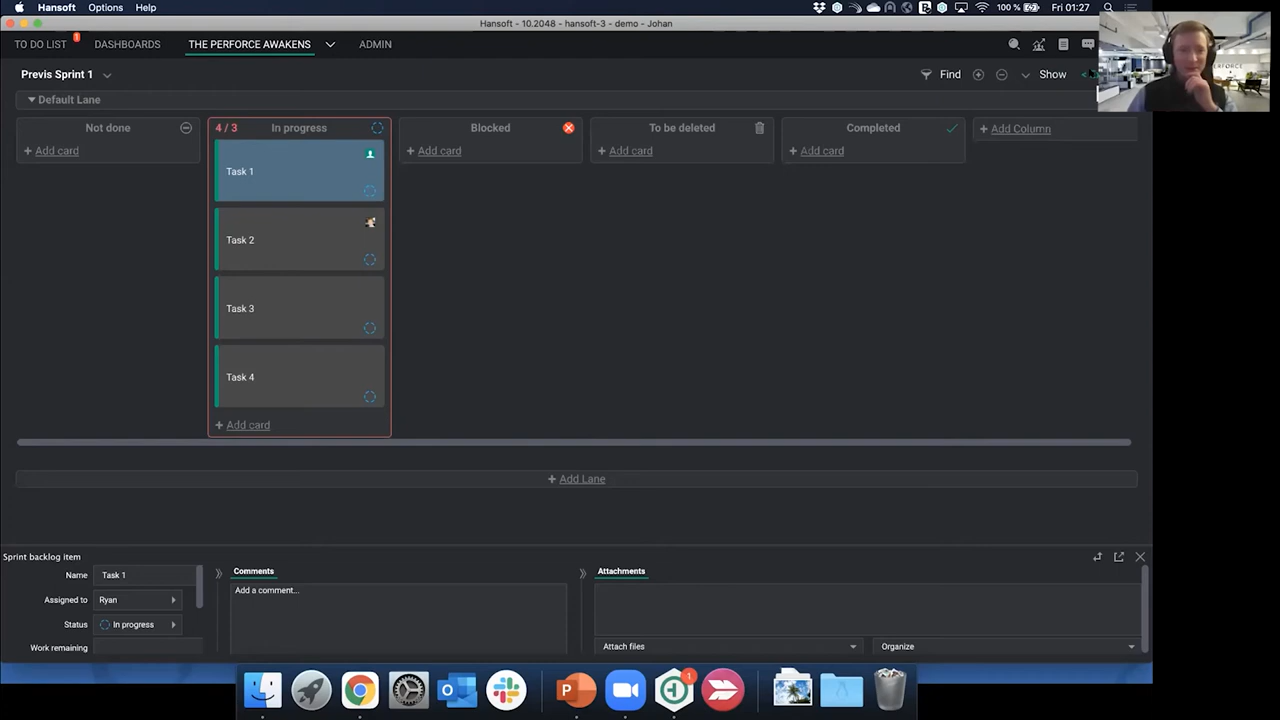 Hansoft Options Help
100 % Fri 01:27
Hansoft - 10.2048 - hansoft-3 - demo - Johan
TO DO LIST 1 DASHBOARDS THE PERFORCE AWAKENS ADMIN
Previs Sprint 1
Find
Show
Default Lane
Not done
4 / 3 In progress
Blocked
To be deleted
Completed
+ Add Column
+ Add card
+ Add card
+ Add card
+ Add card
Task 1
Task 2
Task 3
Task 4
+ Add card
+ Add Lane
Sprint backlog item
Name Task 1
Assigned to Ryan
Status In progress
Work remaining
Comments
Add a comment...
Attachments
Attach files
Organize
1